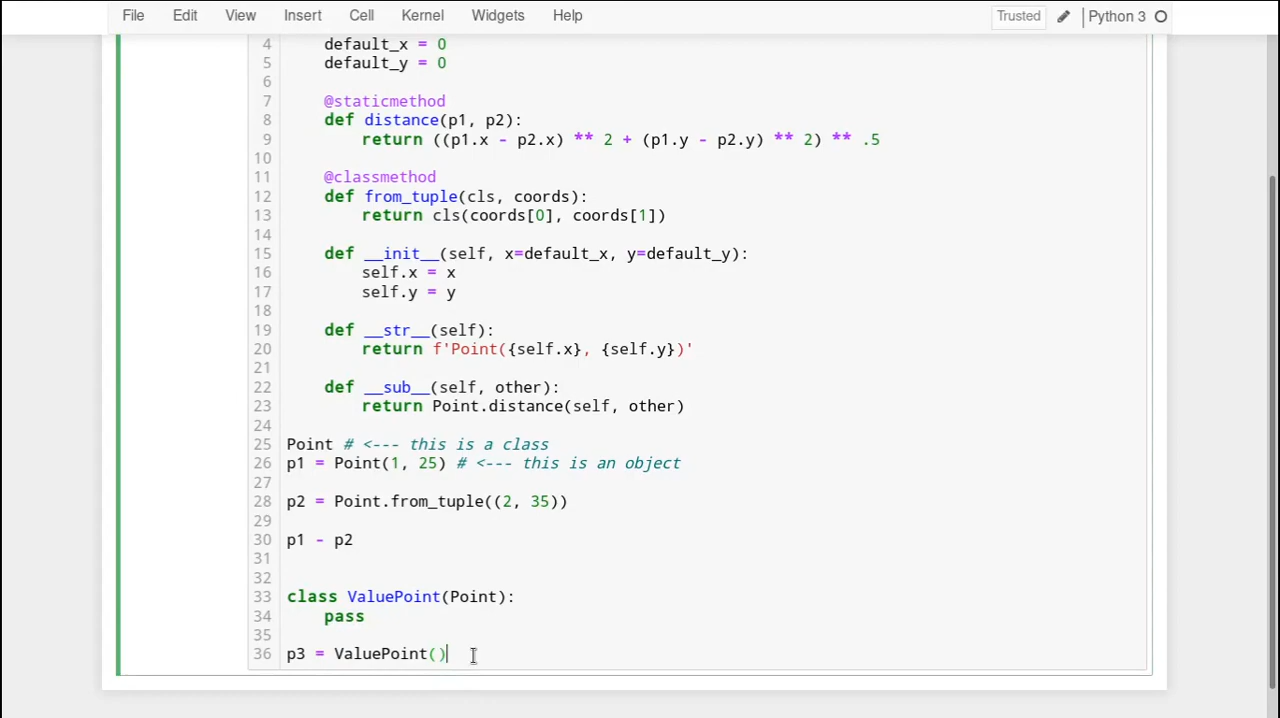 File Edit View Insert Cell Kernel Widgets Help Trusted Python 3
4 default_x = 0
5 default_y = 0
6
7 @staticmethod
8 def distance(p1, p2):
9 return ((p1.x - p2.x) ** 2 + (p1.y - p2.y) ** 2) ** .5
10
11 @classmethod
12 def from_tuple(cls, coords):
13 return cls(coords[0], coords[1])
14
15 def __init__(self, x=default_x, y=default_y):
16 self.x = x
17 self.y = y
18
19 def __str__(self):
20 return f'Point({self.x}, {self.y})'
21
22 def __sub__(self, other):
23 return Point.distance(self, other)
24
25 Point # <--- this is a class
26 p1 = Point(1, 25) # <--- this is an object
27
28 p2 = Point.from_tuple((2, 35))
29
30 p1 - p2
31
32
33 class ValuePoint(Point):
34 pass
35
36 p3 = ValuePoint()